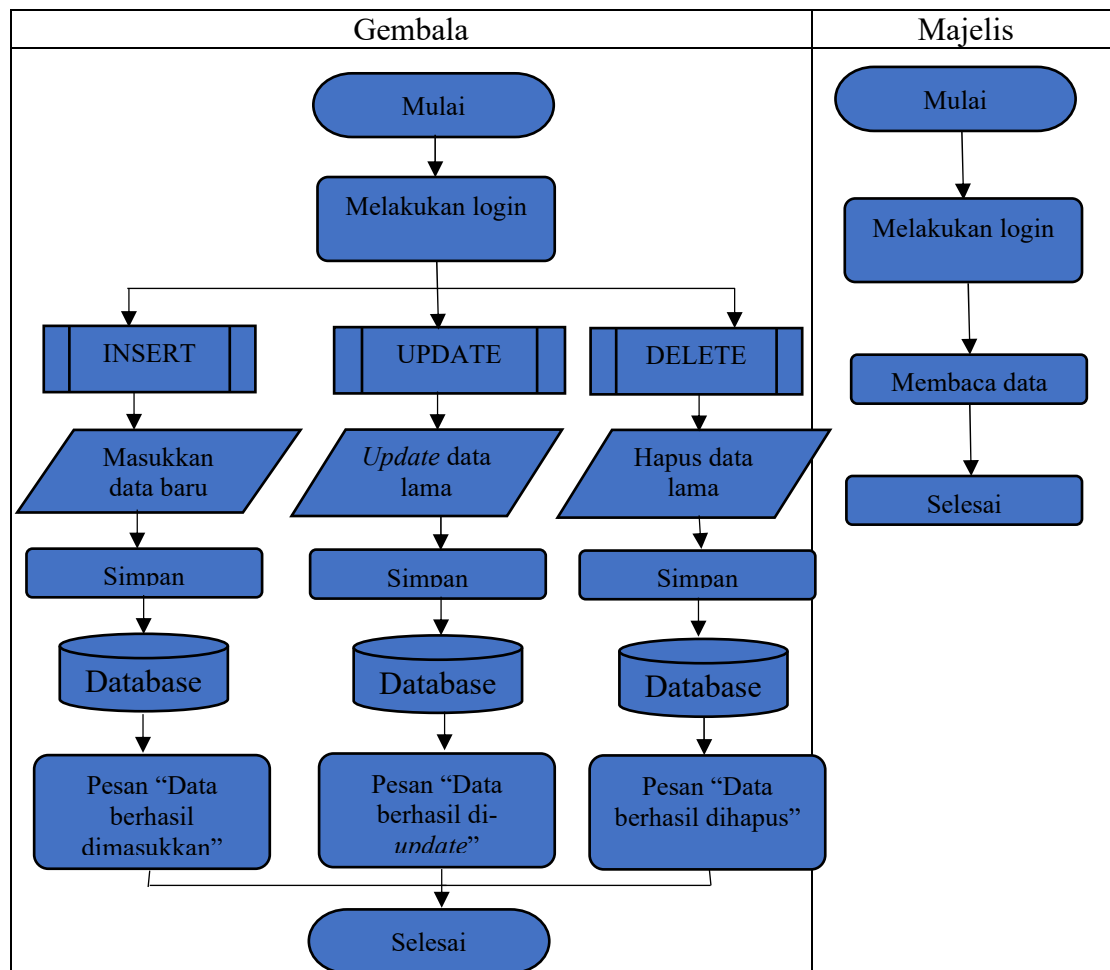 Gembala
Majelis
Mulai
Melakukan login
INSERT
UPDATE
DELETE
Masukkan
data baru
Update data
lama
Hapus data
lama
Simpan
Simpan
Simpan
Database
Database
Database
Pesan “Data
berhasil
dimasukkan”
Pesan “Data
berhasil di-
update”
Pesan “Data
berhasil dihapus”
Selesai
Mulai
Melakukan login
Membaca data
Selesai